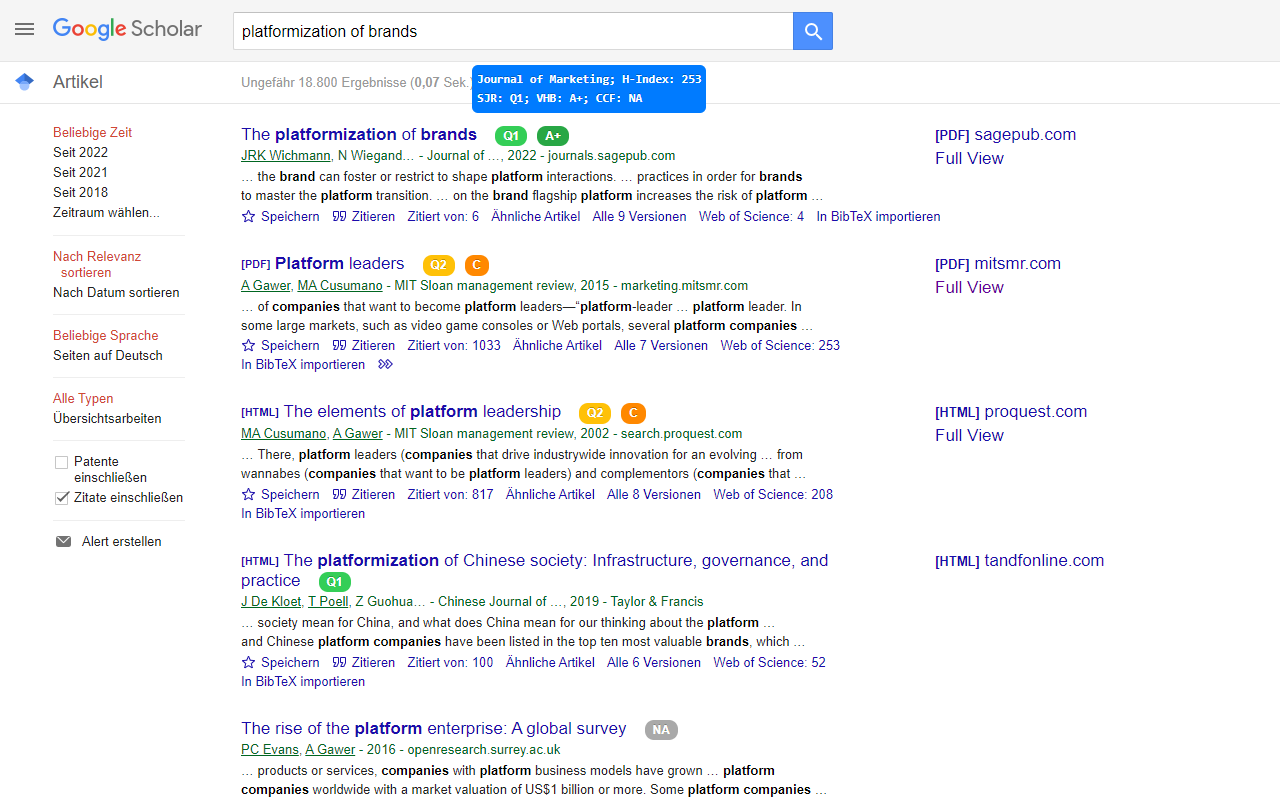 Google Scholar
platformization of brands
Artikel
Ungefähr 18.800 Ergebnisse (0,07 Sek.
Journal of Marketing; H-Index: 253
SJR: Q1; VHB: A+; CCF: NA
Beliebige Zeit
Seit 2022
Seit 2021
Seit 2018
Zeitraum wählen...
Nach Relevanz
sortieren
Nach Datum sortieren
Beliebige Sprache
Seiten auf Deutsch
Alle Typen
Übersichtsarbeiten
Patente
einschließen
Zitate einschließen
Alert erstellen
The platformization of brands Q1 A+
JRK Wichmann, N Wiegand… - Journal of …, 2022 - journals.sagepub.com
… the brand can foster or restrict to shape platform interactions. … practices in order for brands
to master the platform transition. … on the brand flagship platform increases the risk of platform …
Speichern Zitieren Zitiert von: 6 Ähnliche Artikel Alle 9 Versionen Web of Science: 4 In BibTeX importieren
[PDF] sagepub.com
Full View
[PDF] Platform leaders Q2 C
A Gawer, MA Cusumano - MIT Sloan management review, 2015 - marketing.mitsmr.com
… of companies that want to become platform leaders—“platform-leader … platform leader. In
some large markets, such as video game consoles or Web portals, several platform companies …
Speichern Zitieren Zitiert von: 1033 Ähnliche Artikel Alle 7 Versionen Web of Science: 253
In BibTeX importieren
[PDF] mitsmr.com
Full View
[HTML] The elements of platform leadership Q2 C
MA Cusumano, A Gawer - MIT Sloan management review, 2002 - search.proquest.com
… There, platform leaders (companies that drive industrywide innovation for an evolving … from
wannabes (companies that want to be platform leaders) and complementors (companies that …
Speichern Zitieren Zitiert von: 817 Ähnliche Artikel Alle 8 Versionen Web of Science: 208
In BibTeX importieren
[HTML] proquest.com
Full View
[HTML] The platformization of Chinese society: Infrastructure, governance, and
practice Q1
J De Kloet, T Poell, Z Guohua… - Chinese Journal of …, 2019 - Taylor & Francis
… society mean for China, and what does China mean for our thinking about the platform …
and Chinese platform companies have been listed in the top ten most valuable brands, which …
Speichern Zitieren Zitiert von: 100 Ähnliche Artikel Alle 6 Versionen Web of Science: 52
In BibTeX importieren
[HTML] tandfonline.com
The rise of the platform enterprise: A global survey NA
PC Evans, A Gawer - 2016 - openresearch.surrey.ac.uk
… products or services, companies with platform business models have grown … platform
companies worldwide with a market valuation of US$1 billion or more. Some platform companies …